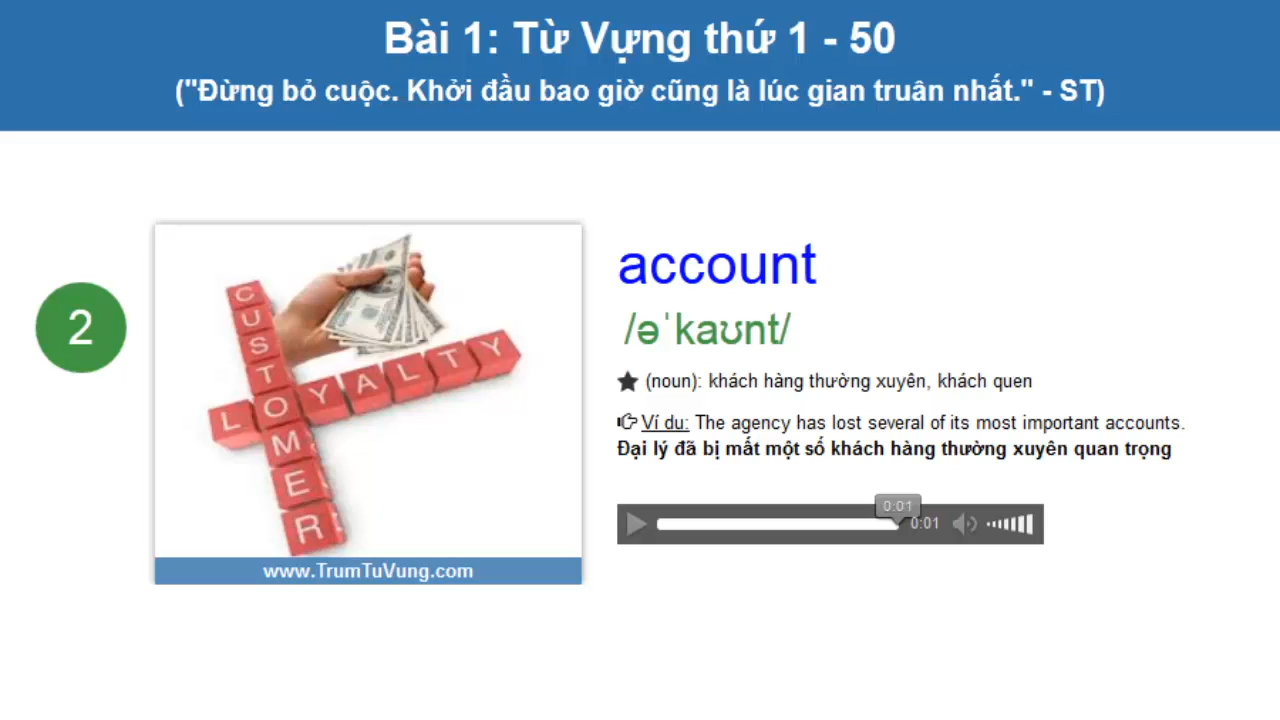 Bài 1: Từ Vựng thứ 1 - 50
("Đừng bỏ cuộc. Khởi đầu bao giờ cũng là lúc gian truân nhất." - ST)
2
CUSTOMER
LOYALTY
www.TrumTuVung.com
account
/əˈkaʊnt/
(noun): khách hàng thường xuyên, khách quen
Ví dụ: The agency has lost several of its most important accounts.
Đại lý đã bị mất một số khách hàng thường xuyên quan trọng
0:01
0:01